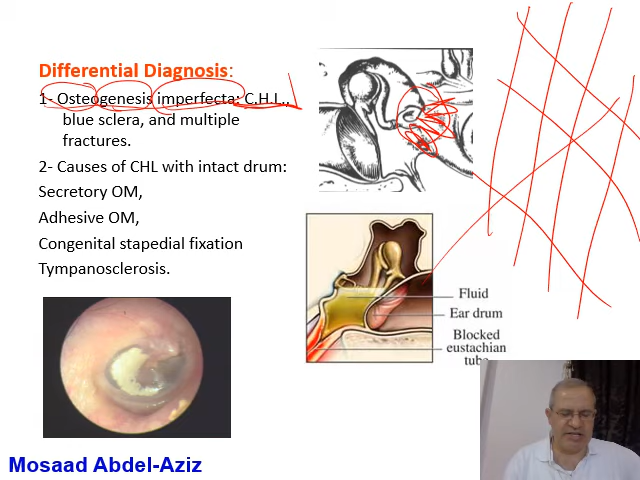 Differential Diagnosis:
1- Osteogenesis imperfecta: C.H.L.,
blue sclera, and multiple
fractures.
2- Causes of CHL with intact drum:
Secretory OM,
Adhesive OM,
Congenital stapedial fixation
Tympanosclerosis.
Fluid
Ear drum
Blocked
eustachian
tube
Mosaad Abdel-Aziz